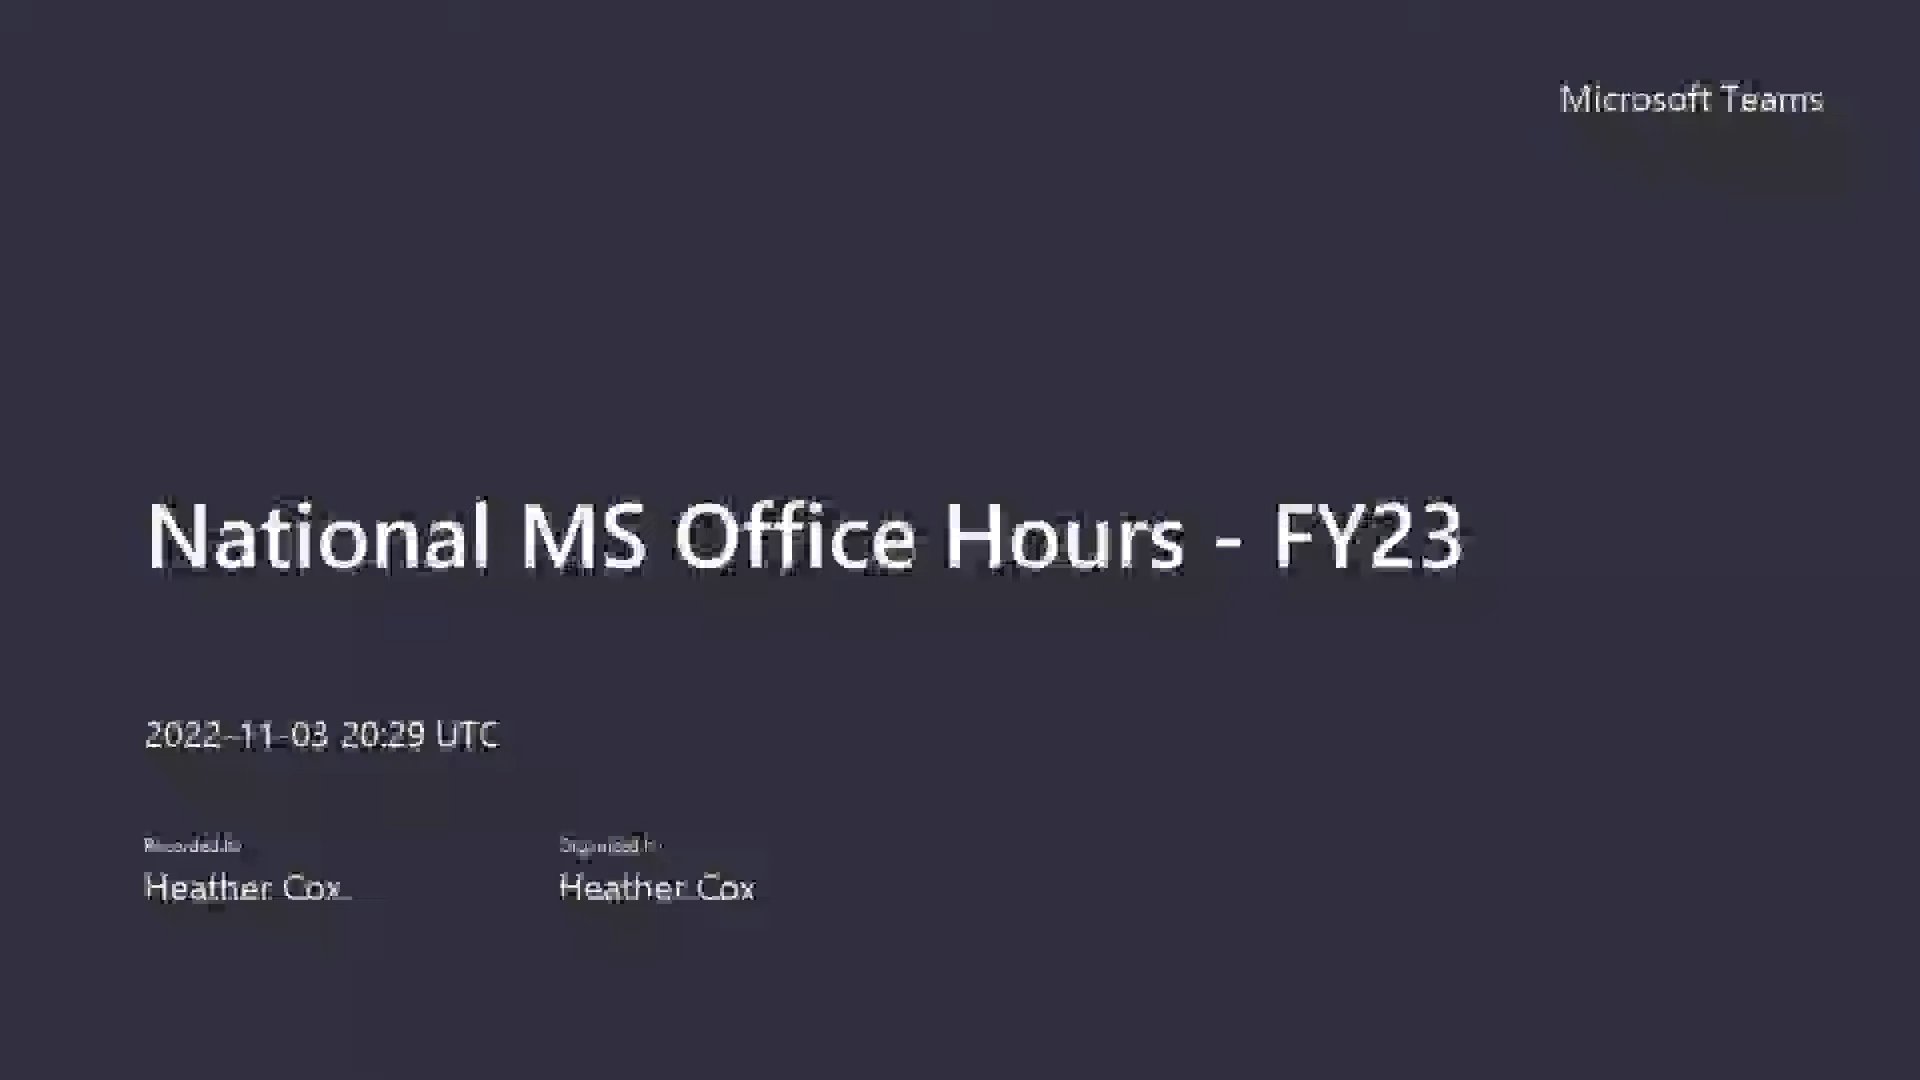 Microsoft Teams
National MS Office Hours - FY23
2022-11-03 20:29 UTC
Recorded by
Organized by
Heather Cox
Heather Cox